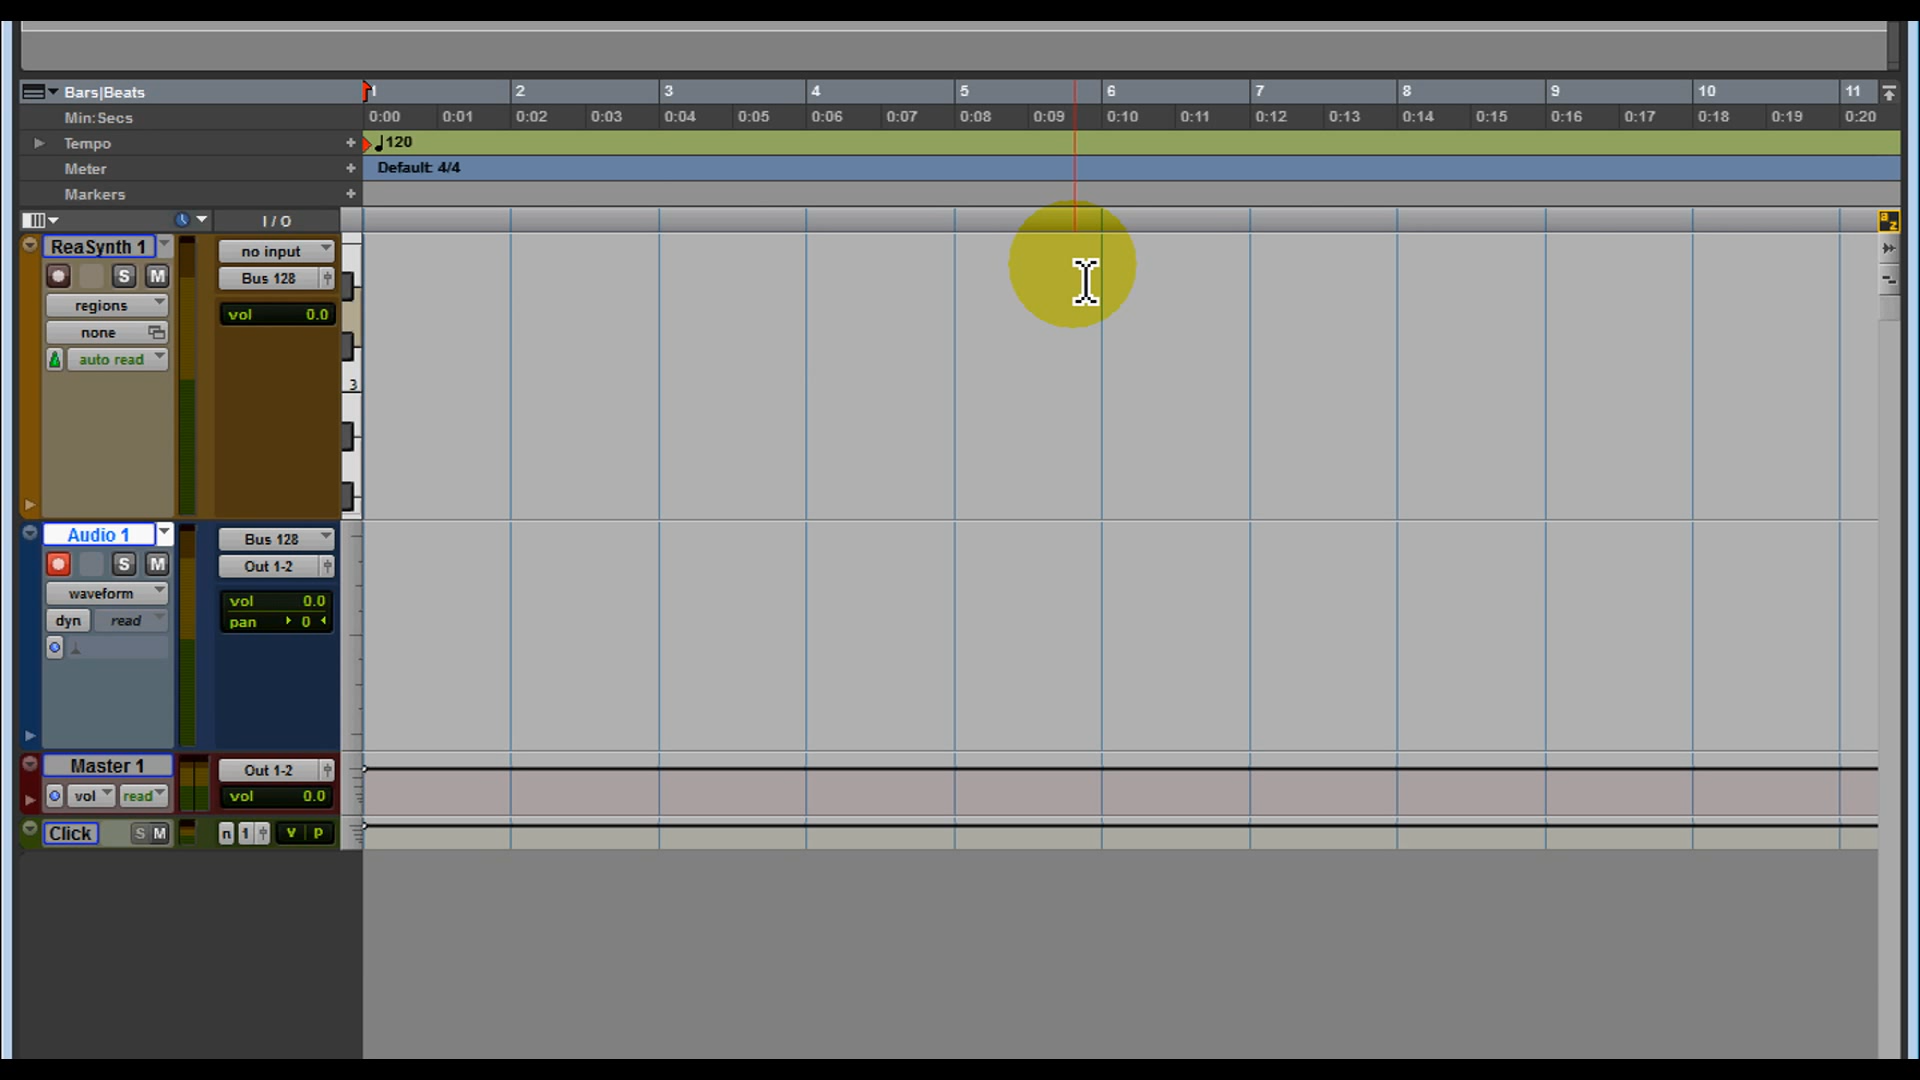 Bars|Beats 1 2 3 4 5 6 7 8 9 10 11
Min:Secs 0:00 0:01 0:02 0:03 0:04 0:05 0:06 0:07 0:08 0:09 0:10 0:11 0:12 0:13 0:14 0:15 0:16 0:17 0:18 0:19 0:20
Tempo + 120
Meter + Default: 4/4
Markers +
I / O
a z
ReaSynth 1 no input
S M Bus 128
regions vol 0.0
none
auto read
3
Audio 1 Bus 128
S M Out 1-2
waveform vol 0.0
dyn read pan 0
Master 1 Out 1-2
vol read vol 0.0
Click S M n 1 v p